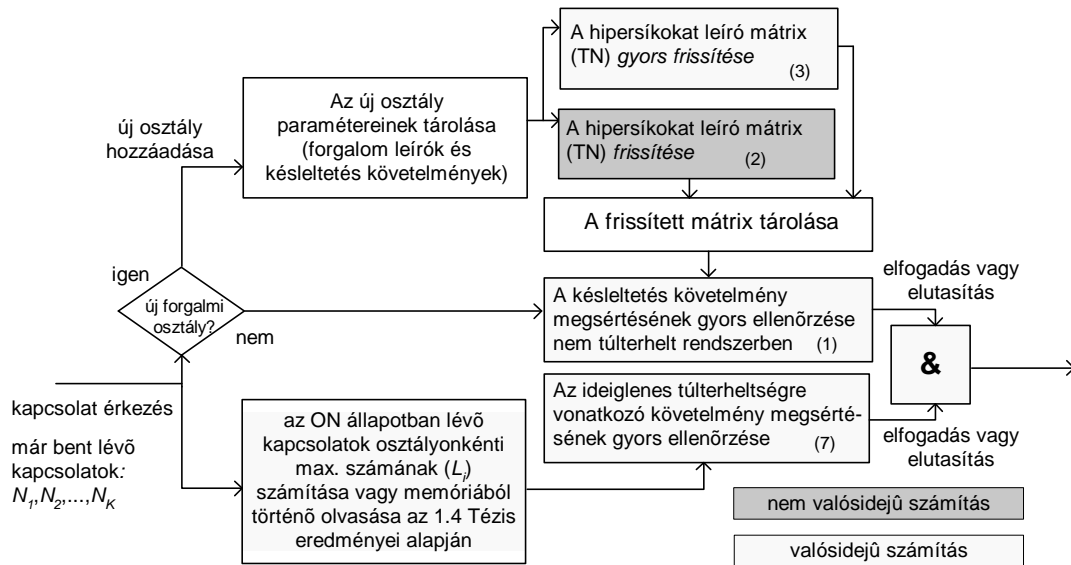 A hipersíkokat leíró mátrix
(TN) gyors frissítése (3)
Az új osztály
paramétereinek tárolása
(forgalom leírók és
késleltetés követelmények)
új osztály
hozzáadása
A hipersíkokat leíró mátrix
(TN) frissítése (2)
A frissített mátrix tárolása
igen
új forgalmi
osztály?
nem
A késleltetés követelmény
megsértésének gyors ellenõrzése
nem túlterhelt rendszerben (1)
elfogadás vagy
elutasítás
&
Az ideiglenes túlterheltségre
vonatkozó követelmény megsérté-
sének gyors ellenõrzése (7)
elfogadás vagy
elutasítás
kapcsolat érkezés
már bent lévõ
kapcsolatok:
N1,N2,...,NK
az ON állapotban lévõ
kapcsolatok osztályonkénti
max. számának (Li)
számítása vagy memóriából
történõ olvasása az 1.4 Tézis
eredményei alapján
nem valósidejû számítás
valósidejû számítás